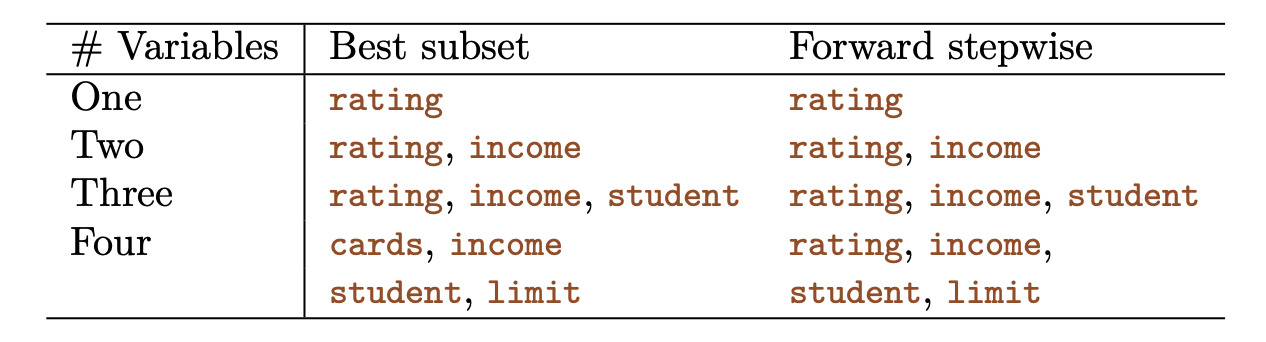 # Variables Best subset Forward stepwise
One rating rating
Two rating, income rating, income
Three rating, income, student rating, income, student
Four cards, income rating, income,
student, limit student, limit